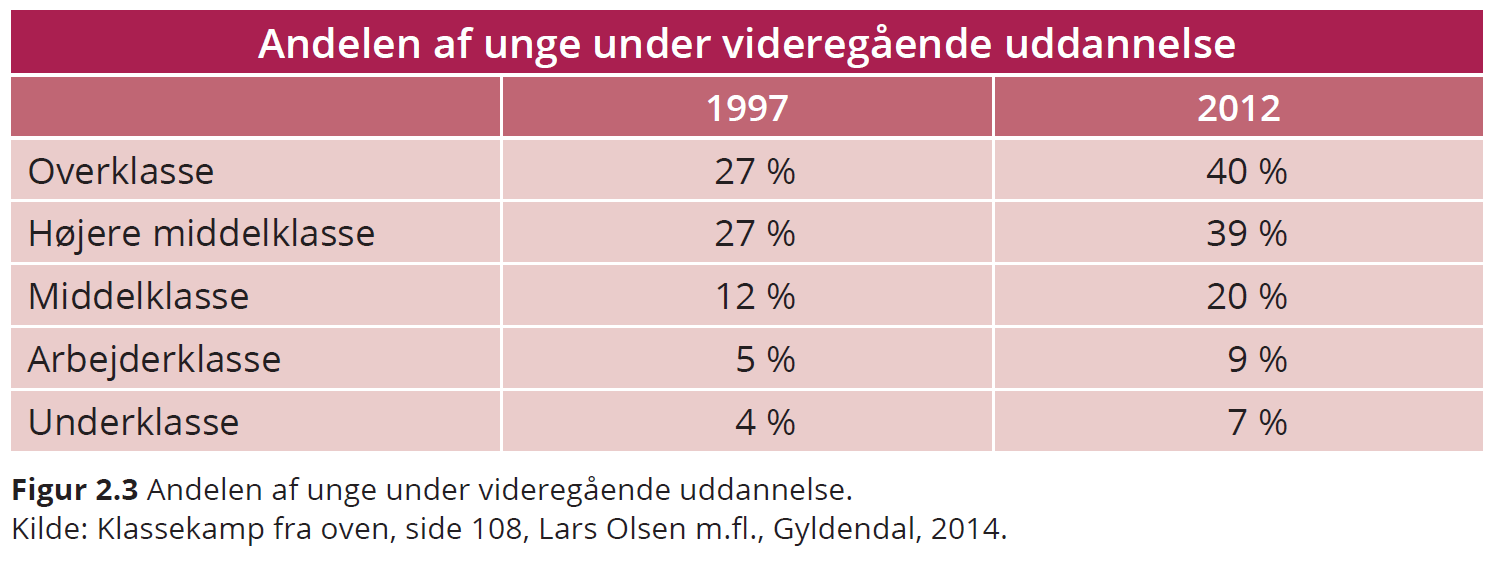 Andelen af unge under videregående uddannelse
1997 2012
Overklasse 27 % 40 %
Højere middelklasse 27 % 39 %
Middelklasse 12 % 20 %
Arbejderklasse 5 % 9 %
Underklasse 4 % 7 %
Figur 2.3 Andelen af unge under videregående uddannelse.
Kilde: Klassekamp fra oven, side 108, Lars Olsen m.fl., Gyldendal, 2014.